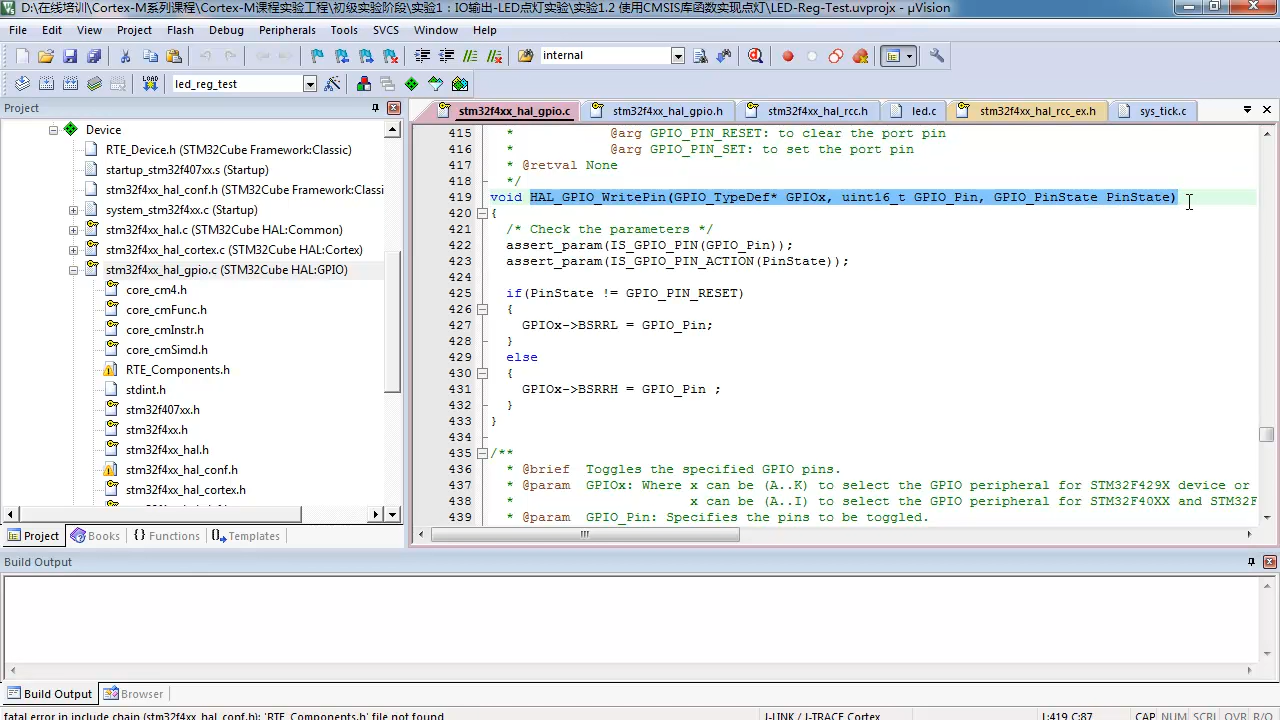 D:\在线培训\Cortex-M系列课程\Cortex-M课程实验工程\初级实验阶段\实验1：IO输出-LED点灯实验\实验1.2 使用CMSIS库函数实现点灯\LED-Reg-Test.uvprojx - µVision
File Edit View Project Flash Debug Peripherals Tools SVCS Window Help
internal
LOAD led_reg_test
Project
stm32f4xx_hal_gpio.c stm32f4xx_hal_gpio.h stm32f4xx_hal_rcc.h led.c stm32f4xx_hal_rcc_ex.h sys_tick.c
Device
RTE_Device.h (STM32Cube Framework:Classic)
startup_stm32f407xx.s (Startup)
stm32f4xx_hal_conf.h (STM32Cube Framework:Classi
system_stm32f4xx.c (Startup)
stm32f4xx_hal.c (STM32Cube HAL:Common)
stm32f4xx_hal_cortex.c (STM32Cube HAL:Cortex)
stm32f4xx_hal_gpio.c (STM32Cube HAL:GPIO)
core_cm4.h
core_cmFunc.h
core_cmInstr.h
core_cmSimd.h
RTE_Components.h
stdint.h
stm32f407xx.h
stm32f4xx.h
stm32f4xx_hal.h
stm32f4xx_hal_conf.h
stm32f4xx_hal_cortex.h
Project Books Functions Templates
415 * @arg GPIO_PIN_RESET: to clear the port pin
416 * @arg GPIO_PIN_SET: to set the port pin
417 * @retval None
418 */
419 void HAL_GPIO_WritePin(GPIO_TypeDef* GPIOx, uint16_t GPIO_Pin, GPIO_PinState PinState)
420 {
421 /* Check the parameters */
422 assert_param(IS_GPIO_PIN(GPIO_Pin));
423 assert_param(IS_GPIO_PIN_ACTION(PinState));
424
425 if(PinState != GPIO_PIN_RESET)
426 {
427 GPIOx->BSRRL = GPIO_Pin;
428 }
429 else
430 {
431 GPIOx->BSRRH = GPIO_Pin ;
432 }
433 }
434
435 /**
436 * @brief Toggles the specified GPIO pins.
437 * @param GPIOx: Where x can be (A..K) to select the GPIO peripheral for STM32F429X device or
438 * x can be (A..I) to select the GPIO peripheral for STM32F40XX and STM32F
439 * @param GPIO_Pin: Specifies the pins to be toggled.
Build Output
Build Output Browser
fatal error in include chain (stm32f4xx_hal_conf.h): 'RTE_Components.h' file not found J-LINK / J-TRACE Cortex L:419 C:87 CAP NUM SCRL OVR R/O